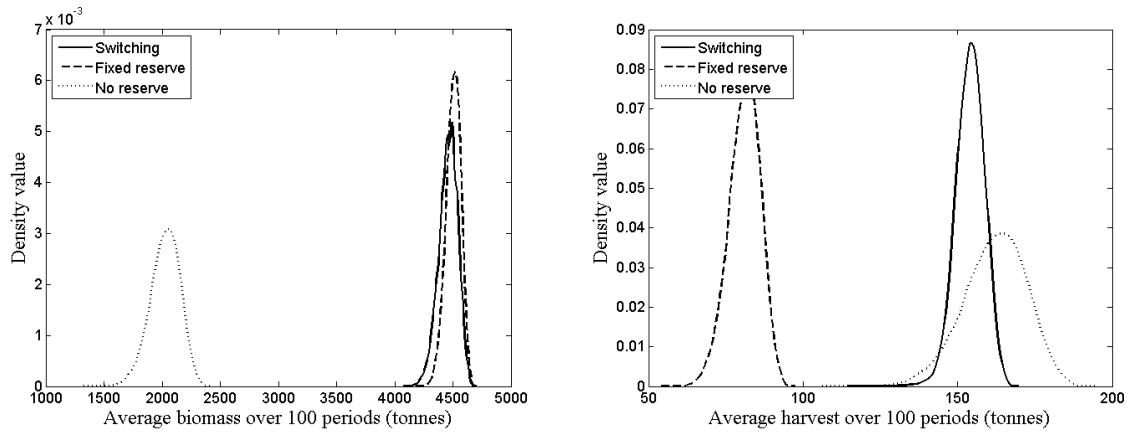 x 10⁻³
7
6
5
4
3
2
1
0
Density value
Switching
Fixed reserve
No reserve
1000 1500 2000 2500 3000 3500 4000 4500 5000
Average biomass over 100 periods (tonnes)
0.09
0.08
0.07
0.06
0.05
0.04
0.03
0.02
0.01
0
Density value
Switching
Fixed reserve
No reserve
50 100 150 200
Average harvest over 100 periods (tonnes)